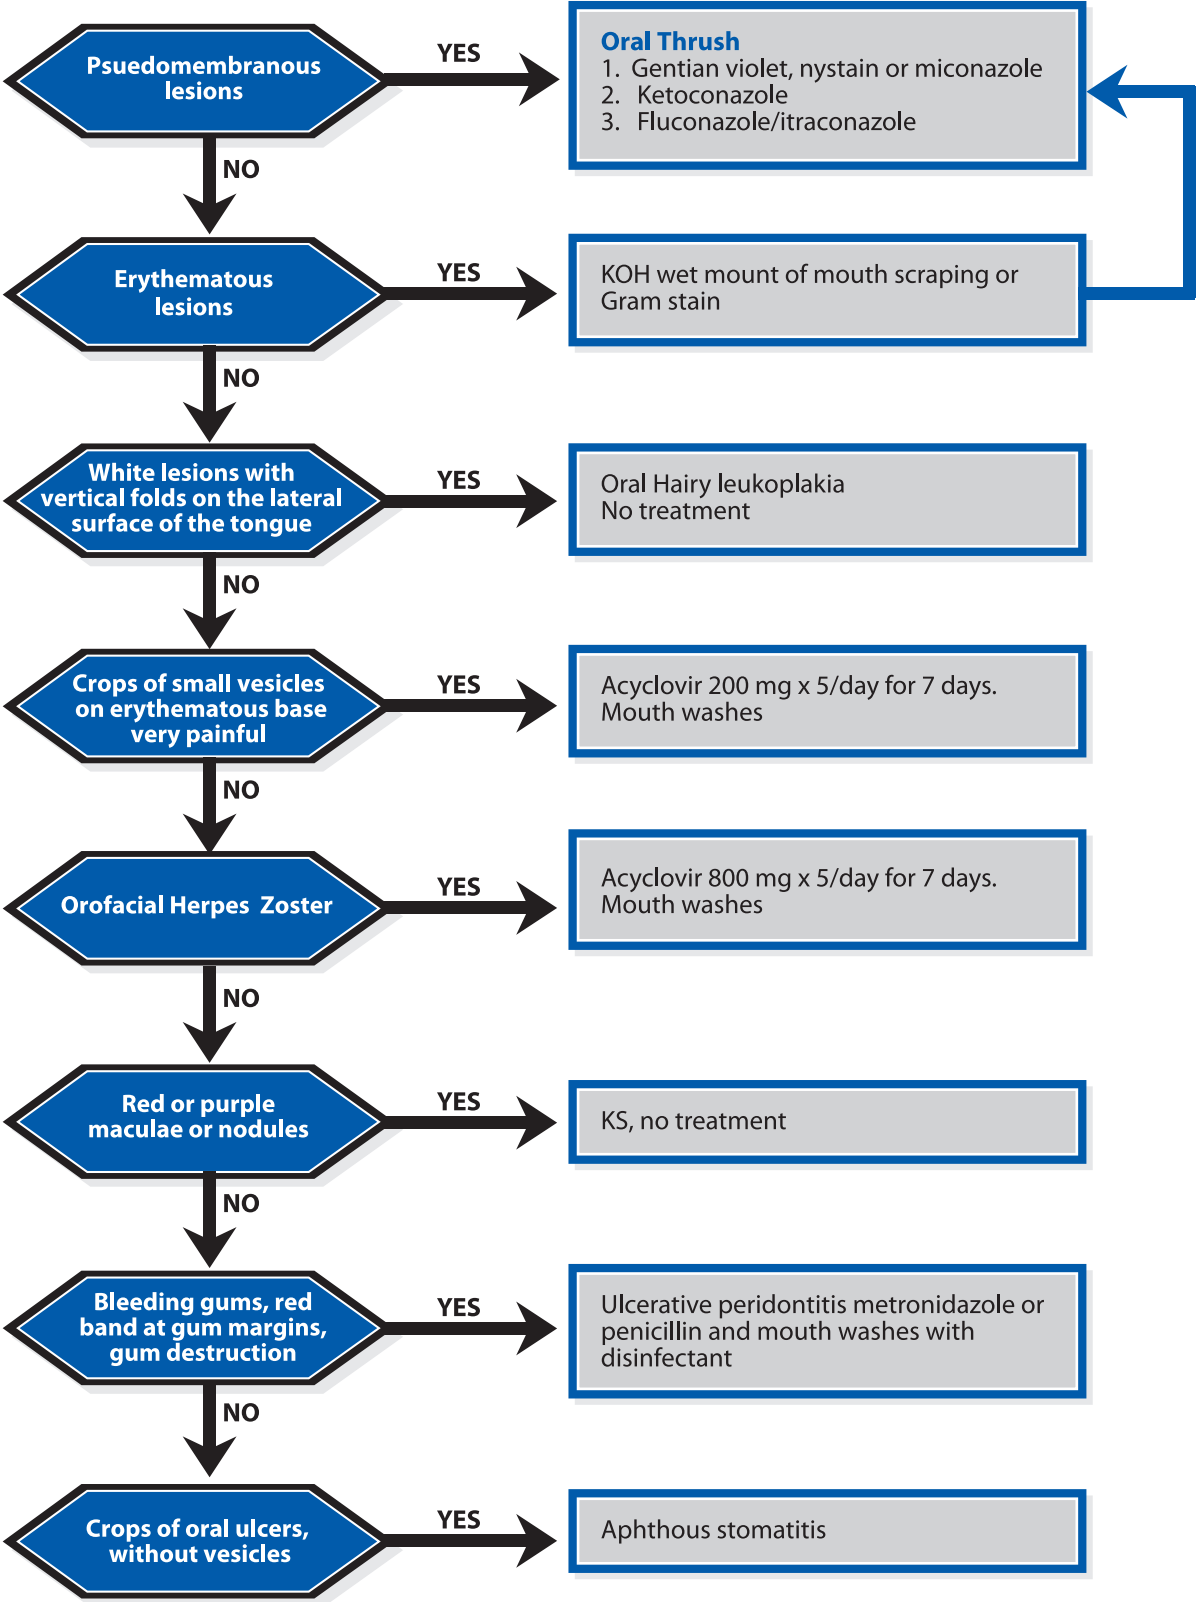 Psuedomembranous
lesions
YES
Oral Thrush
1. Gentian violet, nystain or miconazole
2. Ketoconazole
3. Fluconazole/itraconazole
NO
Erythematous
lesions
YES
KOH wet mount of mouth scraping or
Gram stain
NO
White lesions with
vertical folds on the lateral
surface of the tongue
YES
Oral Hairy leukoplakia
No treatment
NO
Crops of small vesicles
on erythematous base
very painful
YES
Acyclovir 200 mg x 5/day for 7 days.
Mouth washes
NO
Orofacial Herpes Zoster
YES
Acyclovir 800 mg x 5/day for 7 days.
Mouth washes
NO
Red or purple
maculae or nodules
YES
KS, no treatment
NO
Bleeding gums, red
band at gum margins,
gum destruction
YES
Ulcerative peridontitis metronidazole or
penicillin and mouth washes with
disinfectant
NO
Crops of oral ulcers,
without vesicles
YES
Aphthous stomatitis